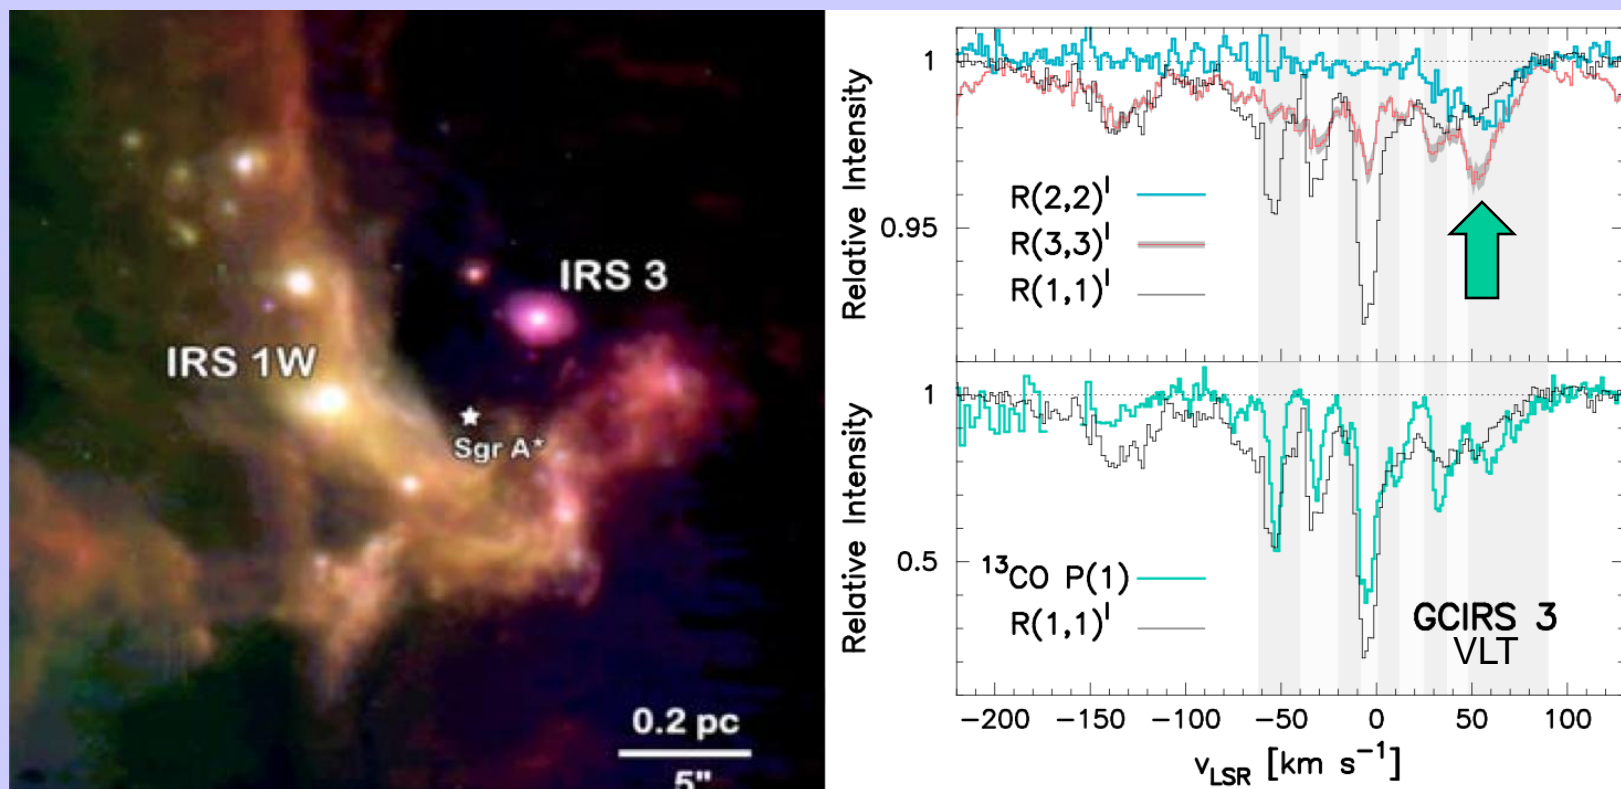 IRS 3
IRS 1W
Sgr A*
0.2 pc
5"
Relative Intensity
1
0.95
R(2,2)ˡ
R(3,3)ˡ
R(1,1)ˡ
Relative Intensity
1
0.5
¹³CO P(1)
R(1,1)ˡ
GCIRS 3
VLT
−200 −150 −100 −50 0 50 100
vLSR [km s⁻¹]